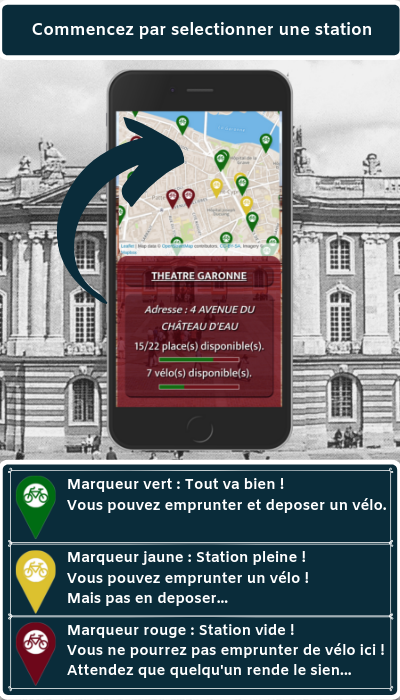 Commencez par selectionner une station
Leaflet | Map data © OpenStreetMap contributors, CC-BY-SA, Imagery ©
Mapbox
THEATRE GARONNE
Adresse : 4 AVENUE DU
CHÂTEAU D'EAU
15/22 place(s) disponible(s).
7 vélo(s) disponible(s).
Marqueur vert : Tout va bien !
Vous pouvez emprunter et deposer un vélo.
Marqueur jaune : Station pleine !
Vous pouvez emprunter un vélo !
Mais pas en deposer...
Marqueur rouge : Station vide !
Vous ne pourrez pas emprunter de vélo ici !
Attendez que quelqu'un rende le sien...